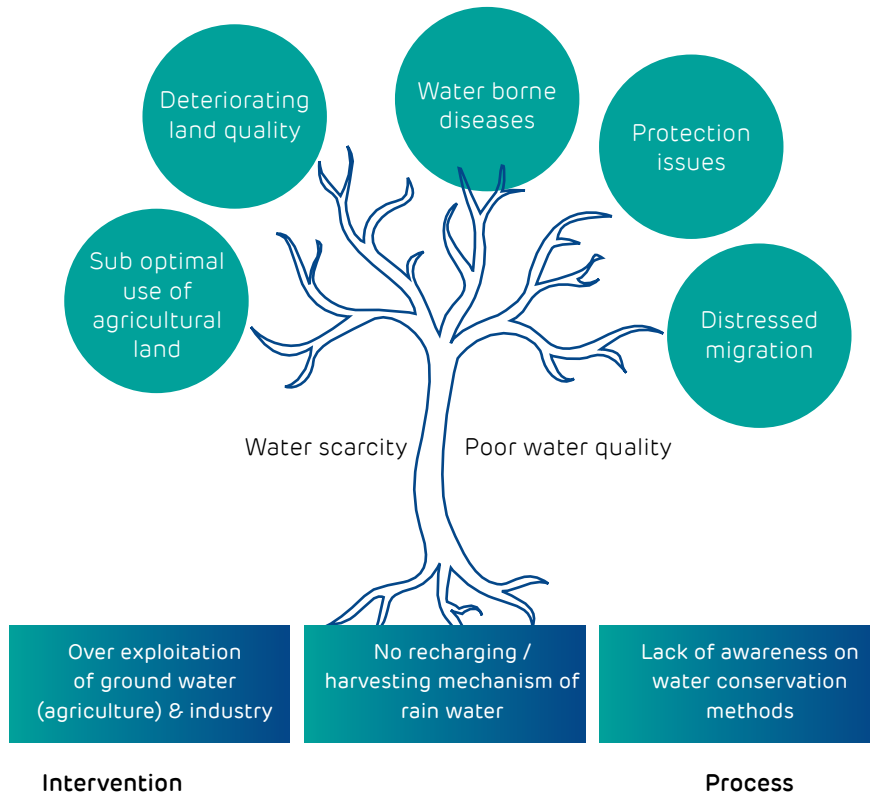 Water borne
diseases
Deteriorating
land quality
Protection
issues
Sub optimal
use of
agricultural
land
Distressed
migration
Water scarcity
Poor water quality
Over exploitation
of ground water
(agriculture) & industry
No recharging /
harvesting mechanism of
rain water
Lack of awareness on
water conservation
methods
Intervention
Process